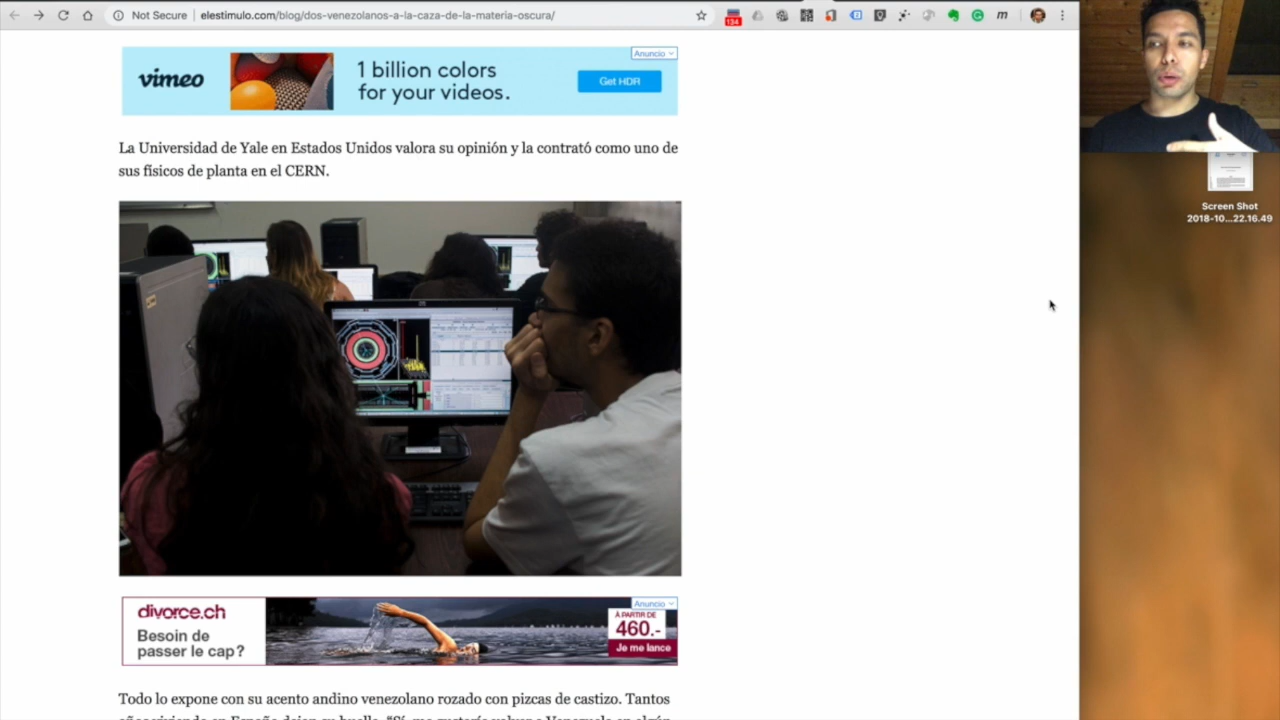 Not Secure | elestimulo.com/blog/dos-venezolanos-a-la-caza-de-la-materia-oscura/
134
m
Anuncio
vimeo
1 billion colors
for your videos.
Get HDR
La Universidad de Yale en Estados Unidos valora su opinión y la contrató como uno de
sus físicos de planta en el CERN.
Screen Shot
2018-10...22.16.49
Anuncio
divorce.ch
Besoin de
passer le cap?
À PARTIR DE
460.-
Je me lance
Todo lo expone con su acento andino venezolano rozado con pizcas de castizo. Tantos